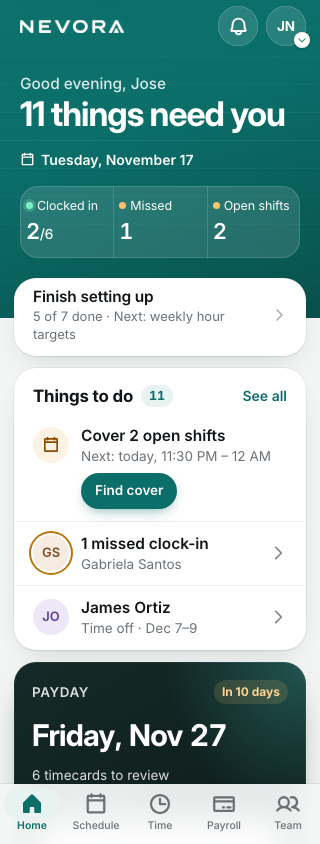 NEVORA
JN
Good evening, Jose
11 things need you
Tuesday, November 17
Clocked in
2/6
Missed
1
Open shifts
2
Finish setting up
5 of 7 done · Next: weekly hour
targets
Things to do 11 See all
Cover 2 open shifts
Next: today, 11:30 PM – 12 AM
Find cover
GS
1 missed clock-in
Gabriela Santos
JO
James Ortiz
Time off · Dec 7–9
PAYDAY
In 10 days
Friday, Nov 27
6 timecards to review
Home Schedule Time Payroll Team